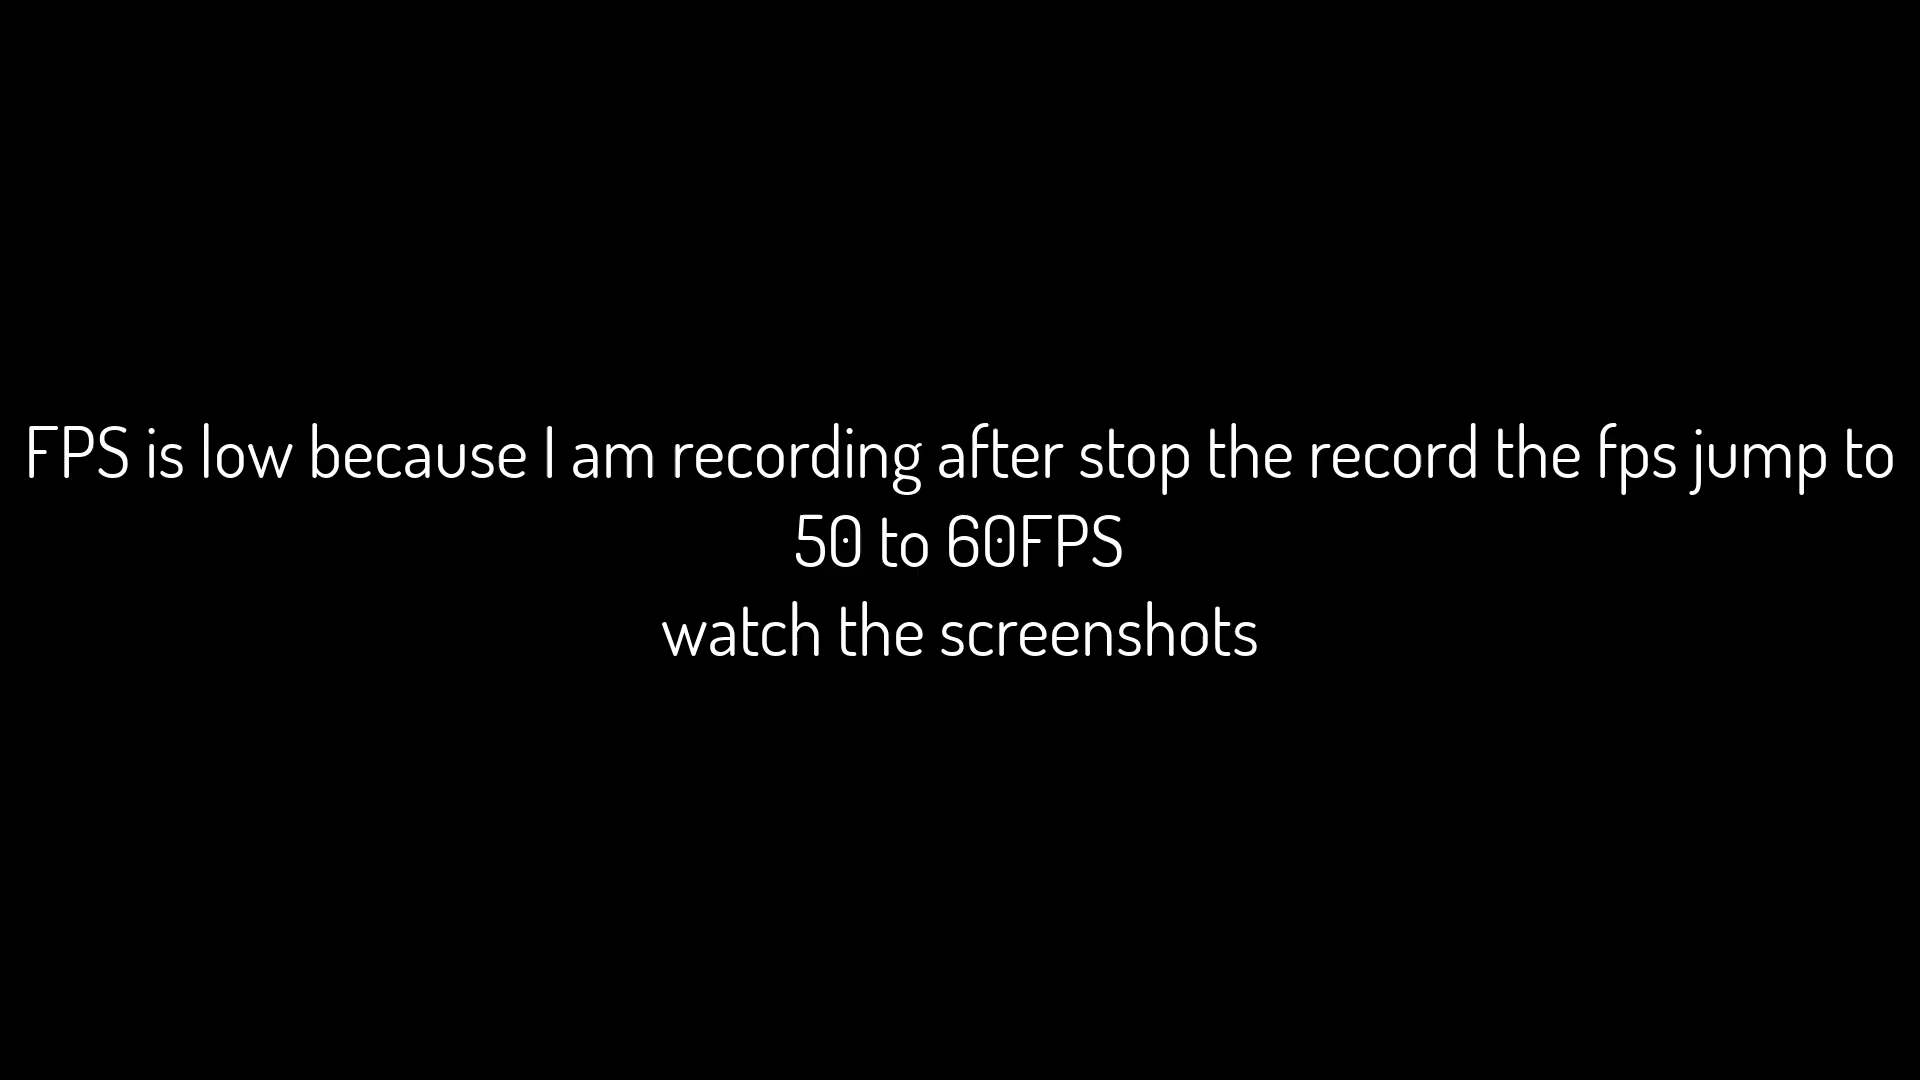 FPS is low because I am recording after stop the record the fps jump to
50 to 60FPS
watch the screenshots